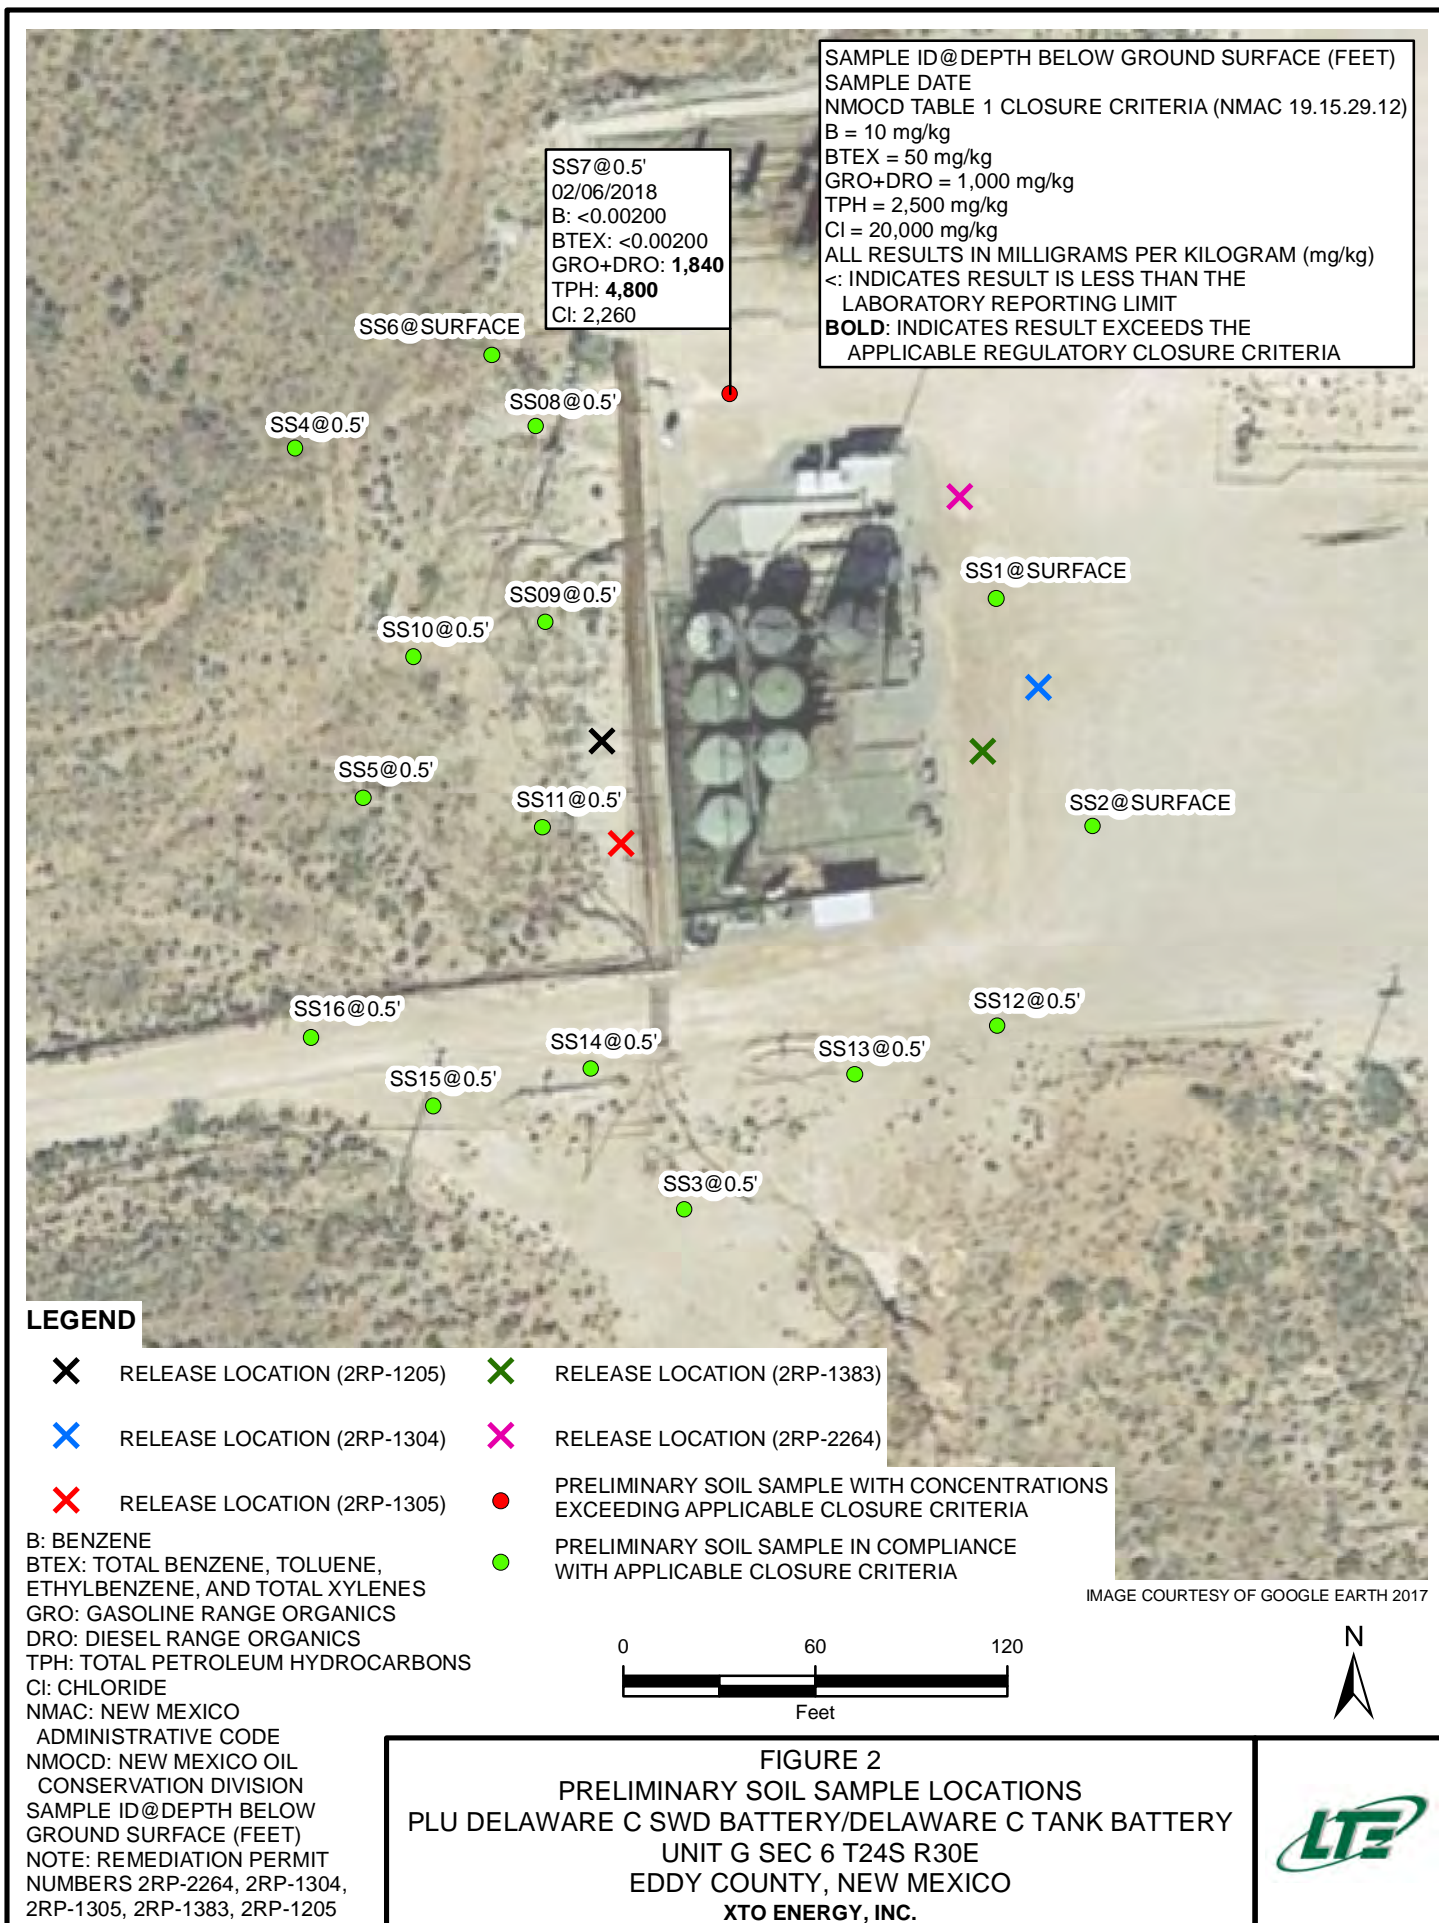 SAMPLE ID@DEPTH BELOW GROUND SURFACE (FEET)
SAMPLE DATE
NMOCD TABLE 1 CLOSURE CRITERIA (NMAC 19.15.29.12)
B = 10 mg/kg
BTEX = 50 mg/kg
GRO+DRO = 1,000 mg/kg
TPH = 2,500 mg/kg
Cl = 20,000 mg/kg
ALL RESULTS IN MILLIGRAMS PER KILOGRAM (mg/kg)
<: INDICATES RESULT IS LESS THAN THE
LABORATORY REPORTING LIMIT
BOLD: INDICATES RESULT EXCEEDS THE
APPLICABLE REGULATORY CLOSURE CRITERIA
SS7@0.5'
02/06/2018
B: <0.00200
BTEX: <0.00200
GRO+DRO: 1,840
TPH: 4,800
Cl: 2,260
SS6@SURFACE
SS08@0.5'
SS4@0.5'
SS1@SURFACE
SS09@0.5'
SS10@0.5'
SS5@0.5'
SS11@0.5'
SS2@SURFACE
SS16@0.5'
SS12@0.5'
SS14@0.5'
SS13@0.5'
SS15@0.5'
SS3@0.5'
LEGEND
RELEASE LOCATION (2RP-1205)
RELEASE LOCATION (2RP-1383)
RELEASE LOCATION (2RP-1304)
RELEASE LOCATION (2RP-2264)
RELEASE LOCATION (2RP-1305)
PRELIMINARY SOIL SAMPLE WITH CONCENTRATIONS
EXCEEDING APPLICABLE CLOSURE CRITERIA
PRELIMINARY SOIL SAMPLE IN COMPLIANCE
WITH APPLICABLE CLOSURE CRITERIA
B: BENZENE
BTEX: TOTAL BENZENE, TOLUENE,
ETHYLBENZENE, AND TOTAL XYLENES
GRO: GASOLINE RANGE ORGANICS
DRO: DIESEL RANGE ORGANICS
TPH: TOTAL PETROLEUM HYDROCARBONS
Cl: CHLORIDE
NMAC: NEW MEXICO
ADMINISTRATIVE CODE
NMOCD: NEW MEXICO OIL
CONSERVATION DIVISION
SAMPLE ID@DEPTH BELOW
GROUND SURFACE (FEET)
NOTE: REMEDIATION PERMIT
NUMBERS 2RP-2264, 2RP-1304,
2RP-1305, 2RP-1383, 2RP-1205
IMAGE COURTESY OF GOOGLE EARTH 2017
0 60 120
Feet
N
FIGURE 2
PRELIMINARY SOIL SAMPLE LOCATIONS
PLU DELAWARE C SWD BATTERY/DELAWARE C TANK BATTERY
UNIT G SEC 6 T24S R30E
EDDY COUNTY, NEW MEXICO
XTO ENERGY, INC.
LTE